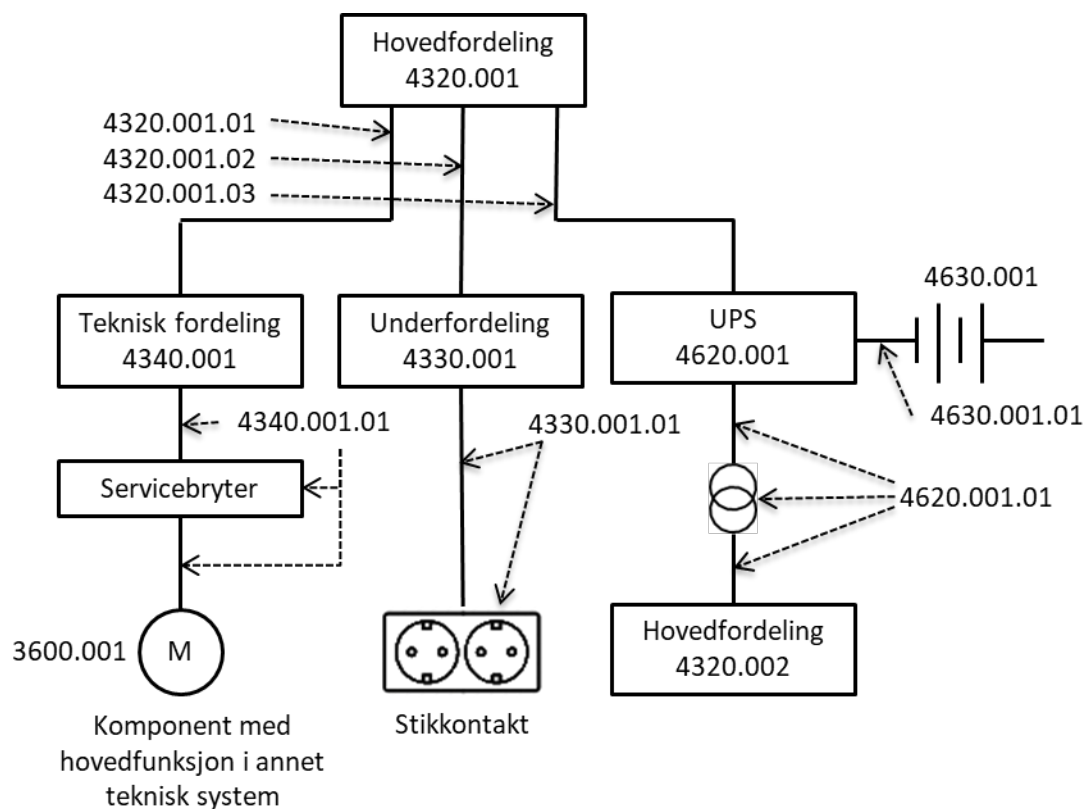 Hovedfordeling
4320.001
4320.001.01
4320.001.02
4320.001.03
Teknisk fordeling
4340.001
Underfordeling
4330.001
UPS
4620.001
4630.001
4630.001.01
4340.001.01
4330.001.01
Servicebryter
4620.001.01
3600.001
M
Hovedfordeling
4320.002
Komponent med
hovedfunksjon i annet
teknisk system
Stikkontakt